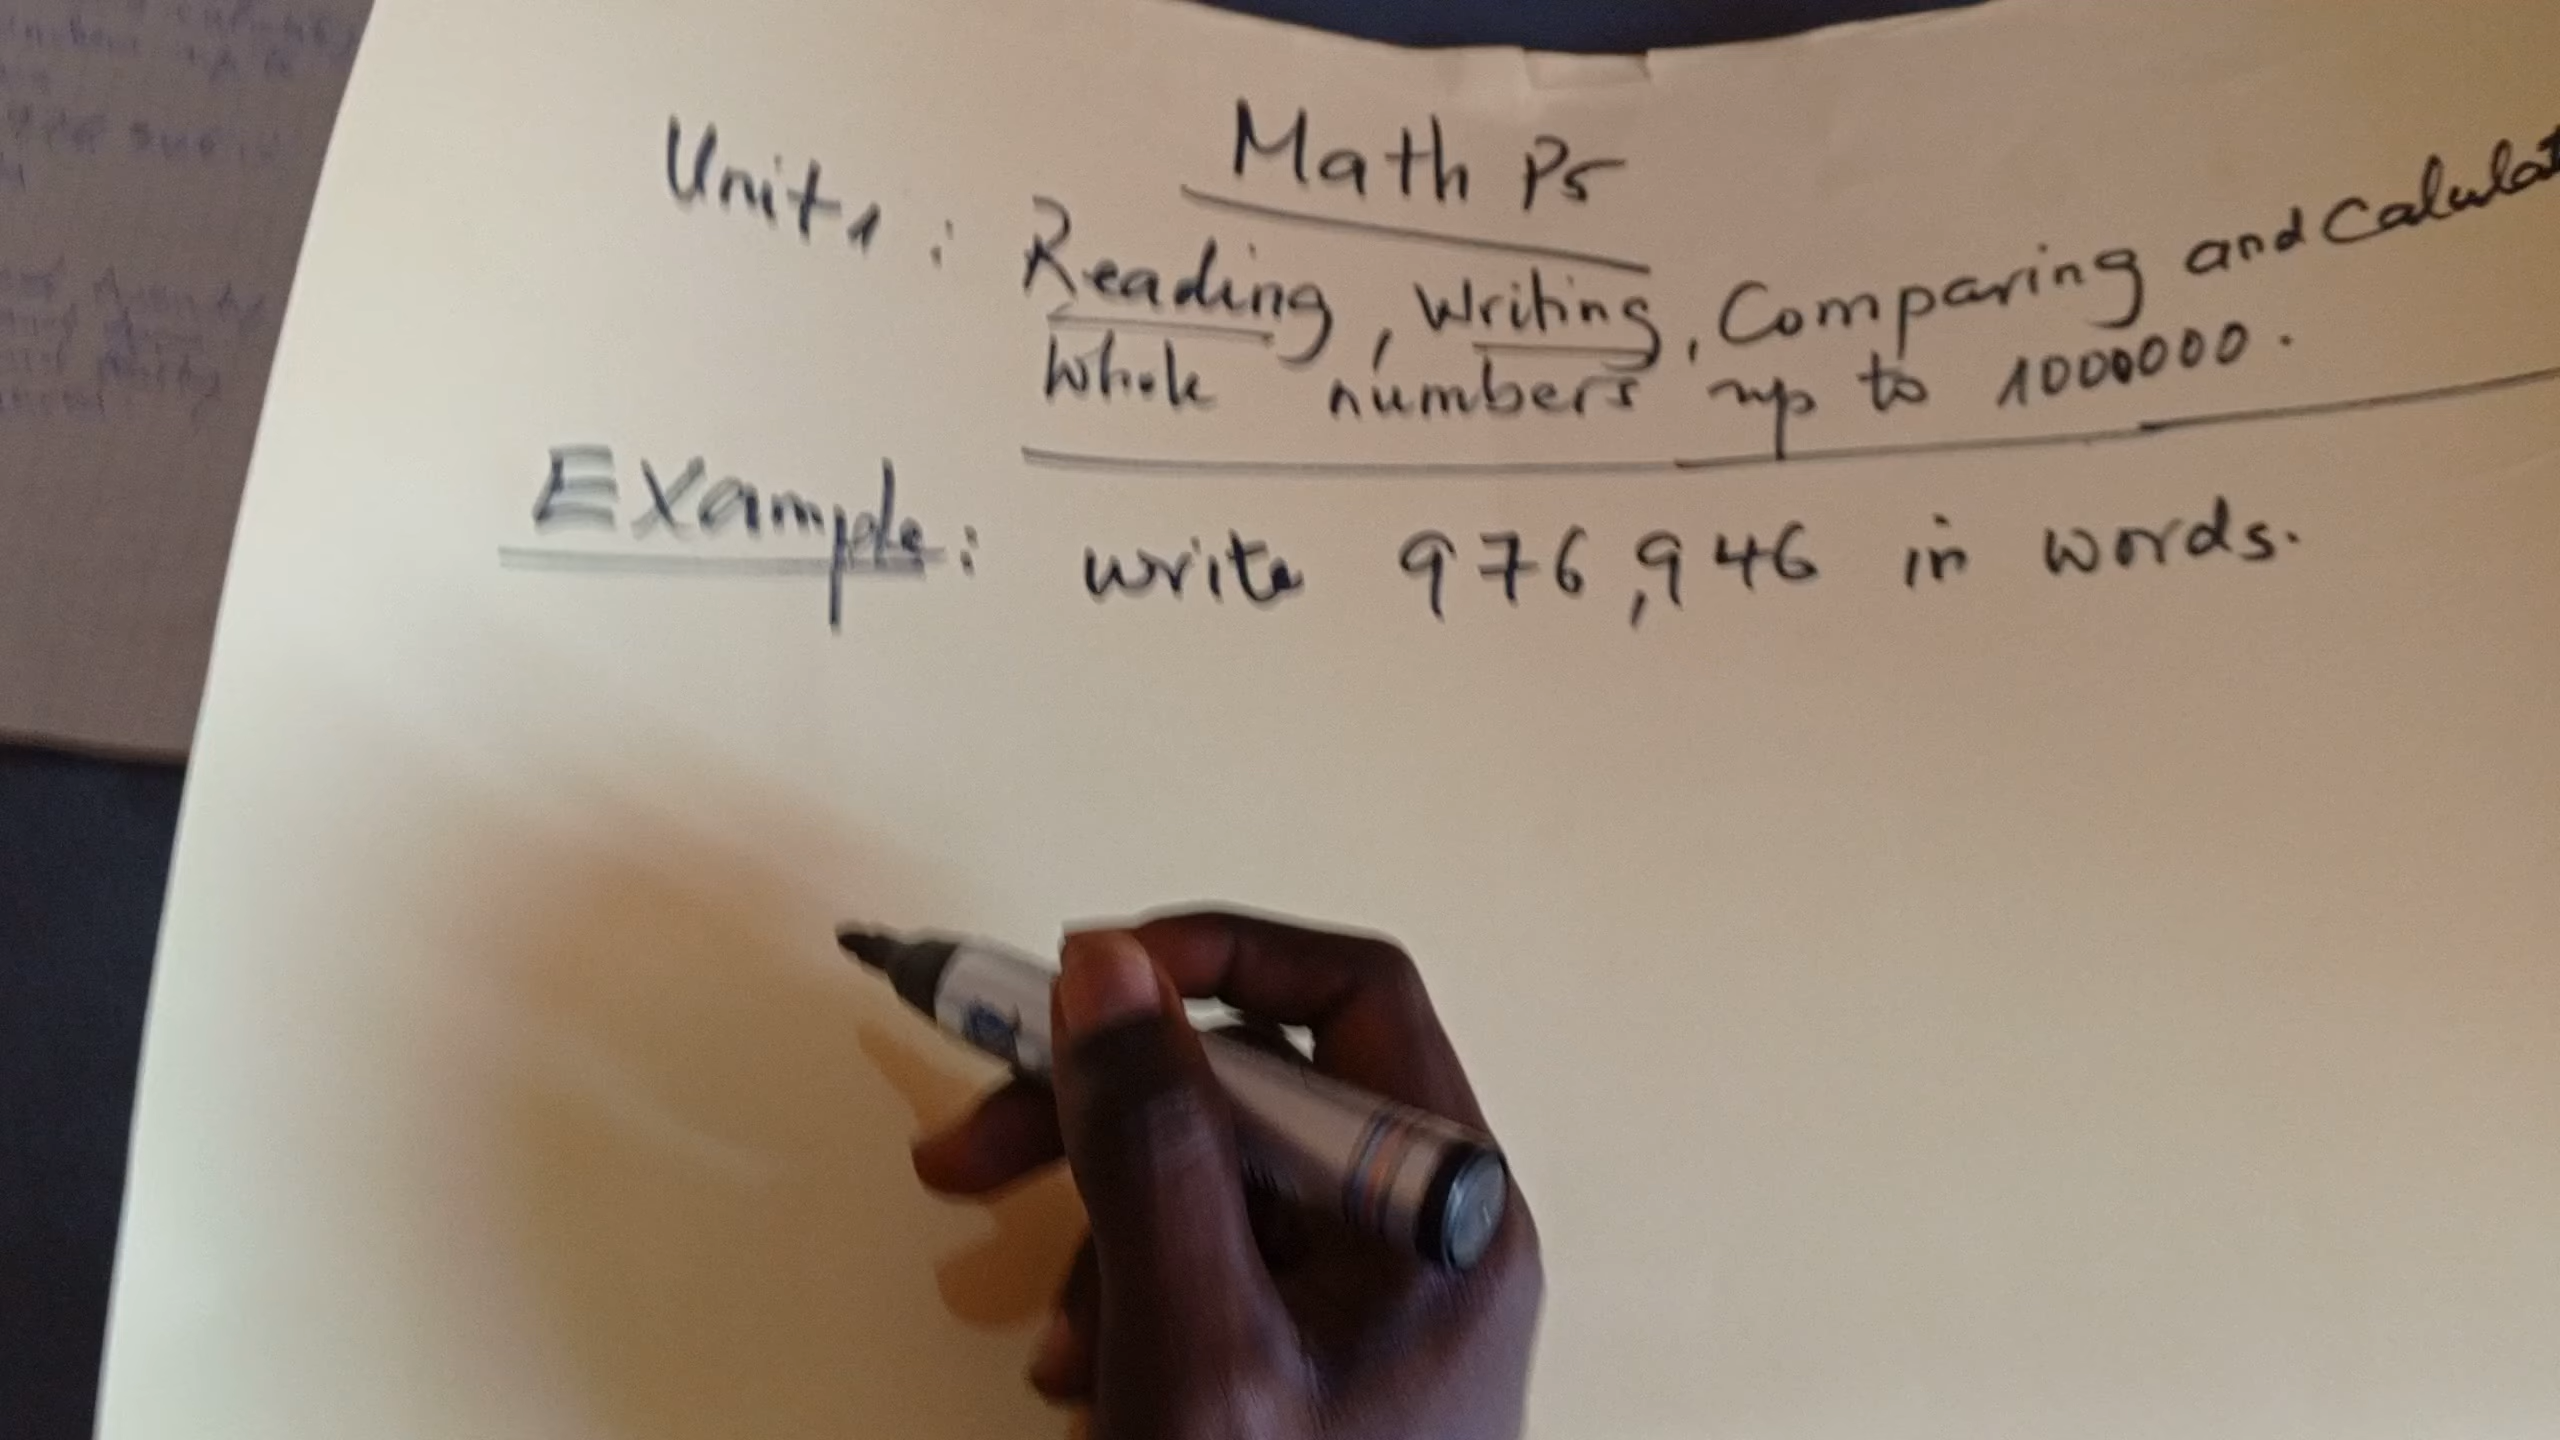 Math P5
Unit 1: Reading, Writing, Comparing and Calulat
Whole numbers up to 1000000.
Example: write 976,946 in words.